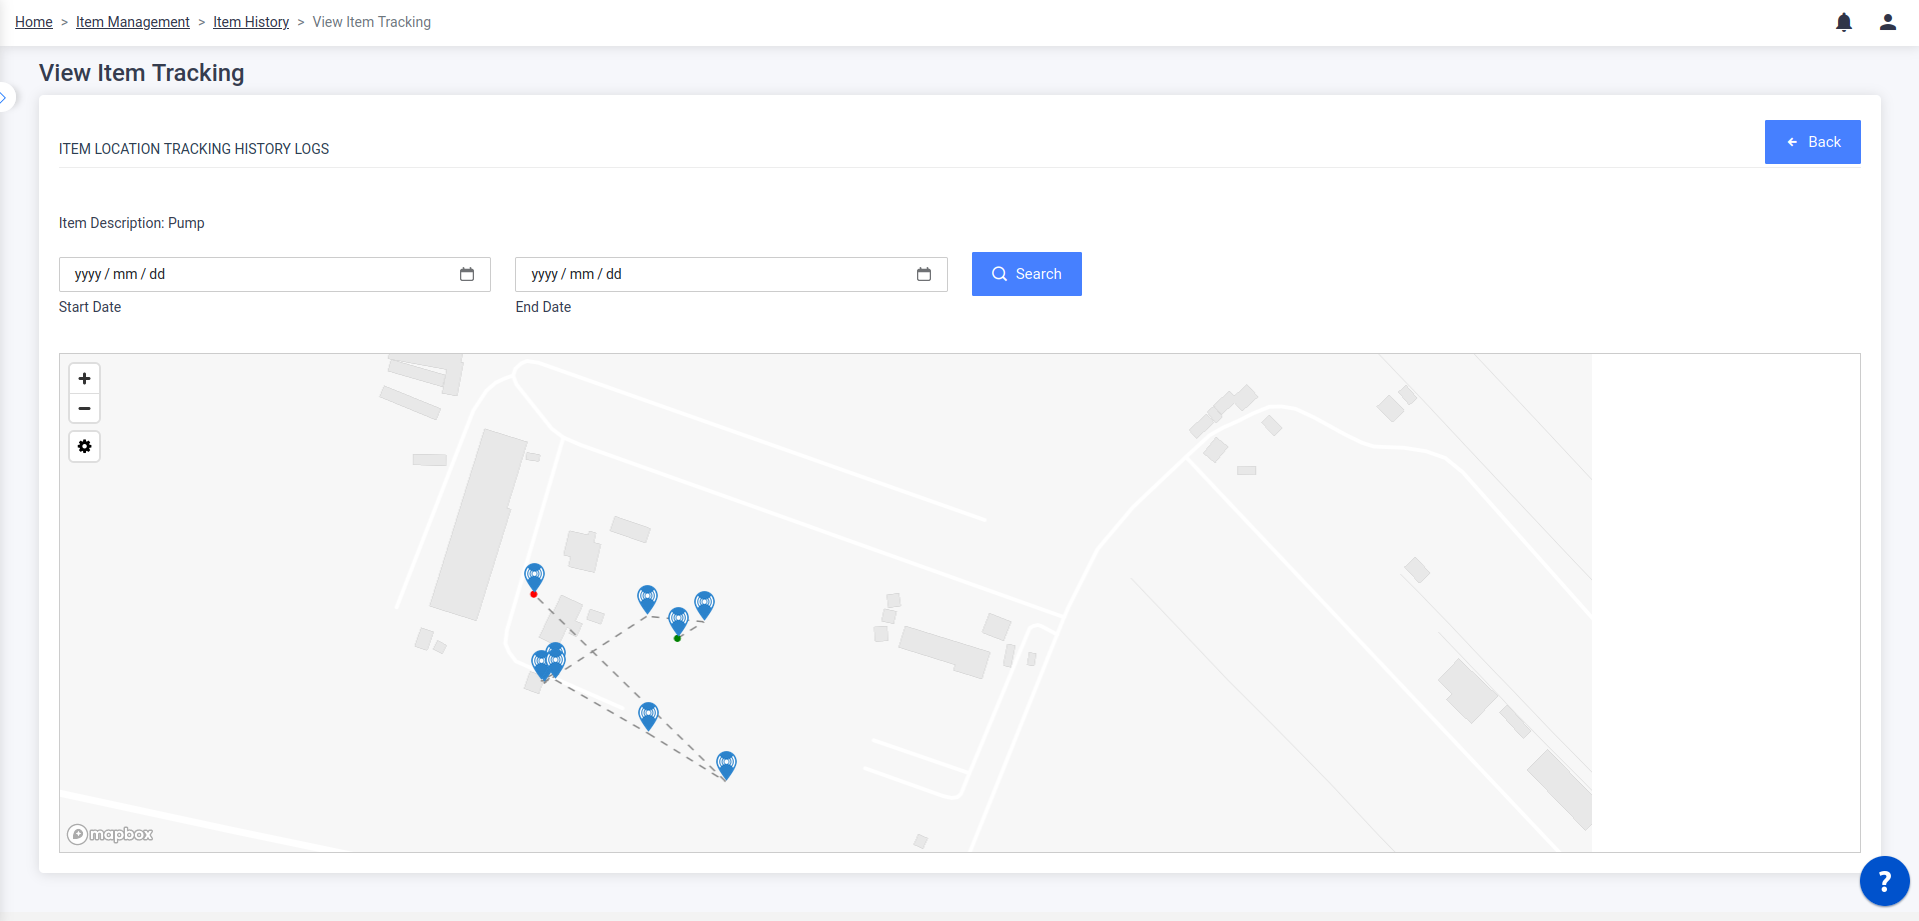 Home > Item Management > Item History > View Item Tracking
View Item Tracking
ITEM LOCATION TRACKING HISTORY LOGS
Back
Item Description: Pump
yyyy / mm / dd
yyyy / mm / dd
Search
Start Date
End Date
+
−
mapbox
?